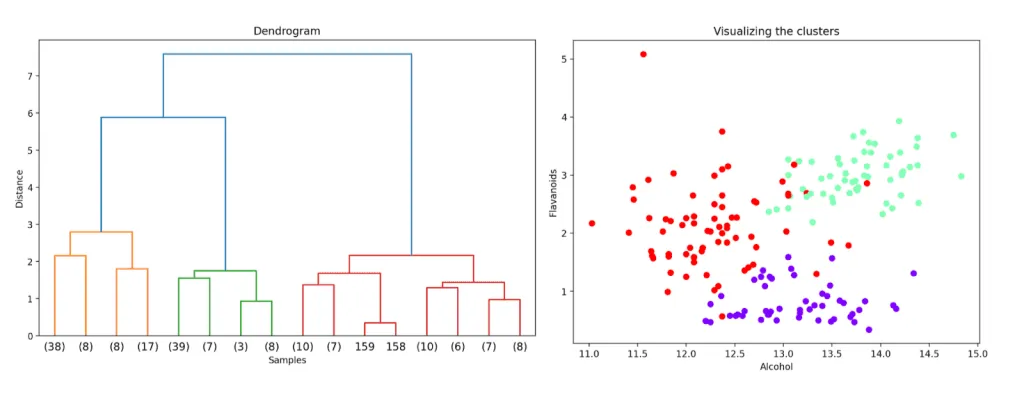 Dendrogram
7
6
5
4
3
2
1
0
Distance
(38) (8) (8) (17) (39) (7) (3) (8) (10) (7) 159 158 (10) (6) (7) (8)
Samples
Visualizing the clusters
5
4
3
2
1
Flavanoids
11.0 11.5 12.0 12.5 13.0 13.5 14.0 14.5 15.0
Alcohol